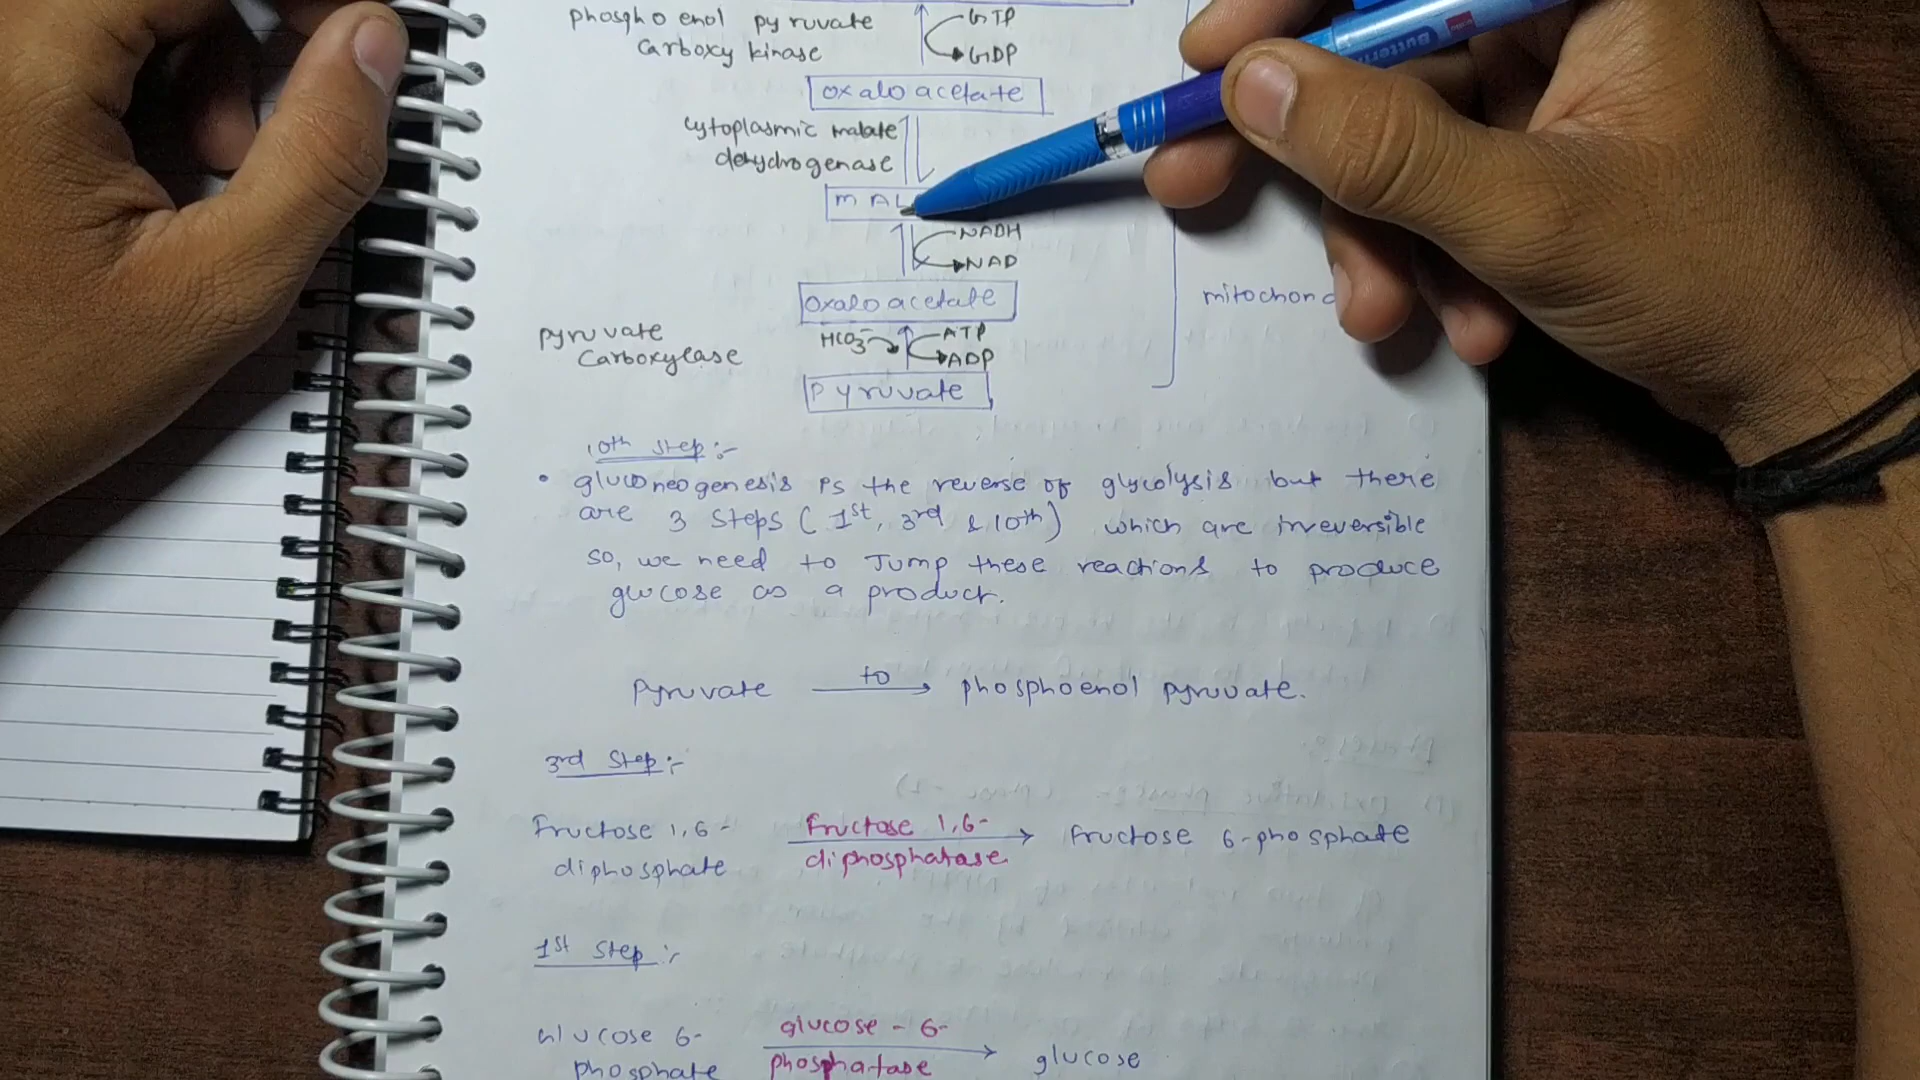 phospho enol pyruvate
carboxy kinase
GTP
GDP
oxalo acetate
cytoplasmic malate
dehydrogenase
MAL
NADH
NAD
oxalo acetate
mitochond
pyruvate
carboxylase
HCO3-
ATP
ADP
pyruvate
10th step:-
• gluconeogenesis is the reverse of glycolysis but there
are 3 steps (1st, 3rd & 10th) which are irreversible
so, we need to Jump these reactions to produce
glucose as a product.
Pyruvate to phosphoenol pyruvate.
3rd step:-
Fructose 1,6-
diphosphate
Fructose 1,6-
diphosphatase
fructose 6-phosphate
1st step:-
Glucose 6-
phosphate
glucose - 6-
phosphatase
glucose